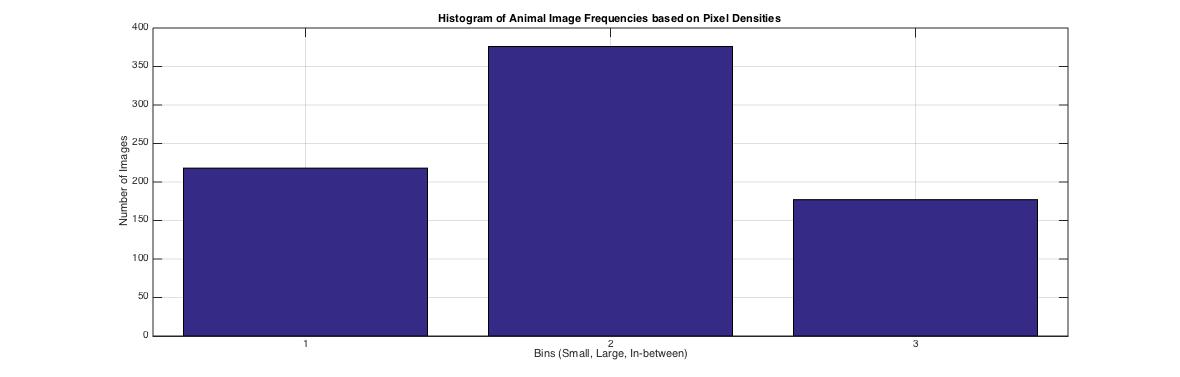 Histogram of Animal Image Frequencies based on Pixel Densities
400
350
300
250
200
150
100
50
0
Number of Images
1 2 3
Bins (Small, Large, In-between)